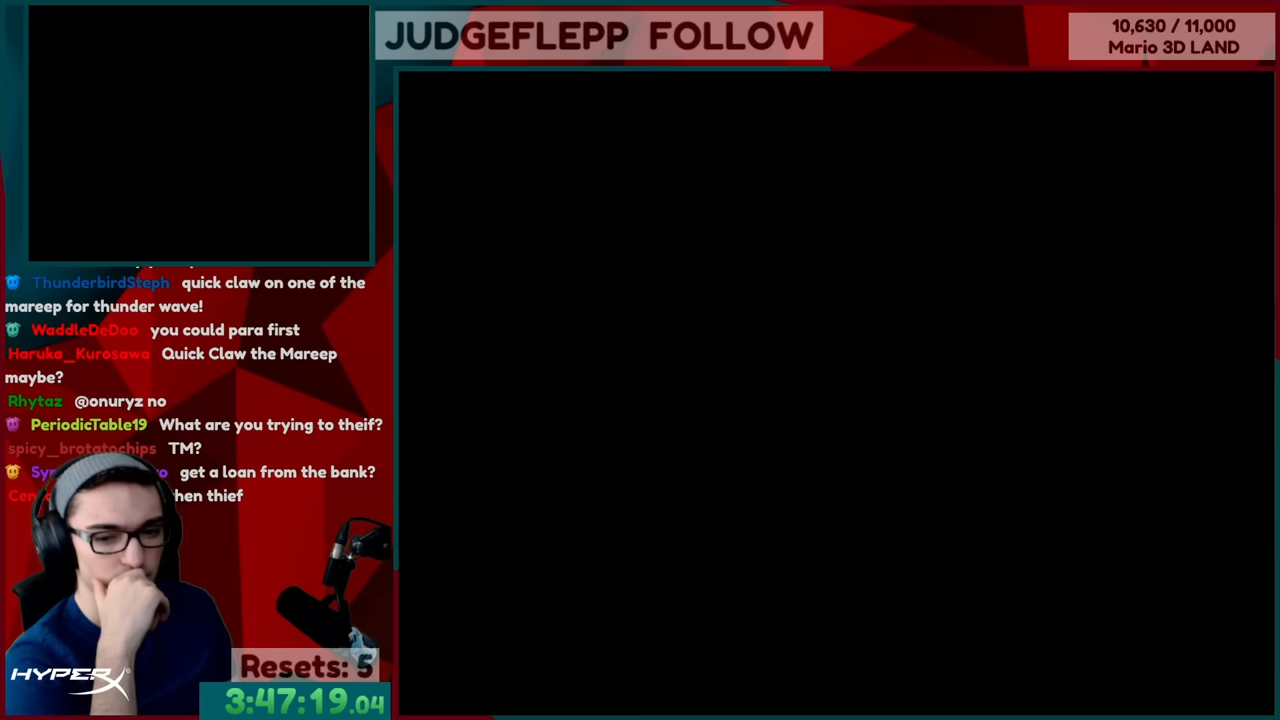 JUDGEFLEPP FOLLOW
10,630 / 11,000
Mario 3D LAND
ThunderbirdSteph quick claw on one of the
mareep for thunder wave!
WaddleDeDoo you could para first
Haruka_Kurosawa Quick Claw the Mareep
maybe?
Rhytaz @onuryz no
PeriodicTable19 What are you trying to theif?
spicy_brotatochips TM?
get a loan from the bank?
thief
HYPERX
Resets: 5
3:47:19.04